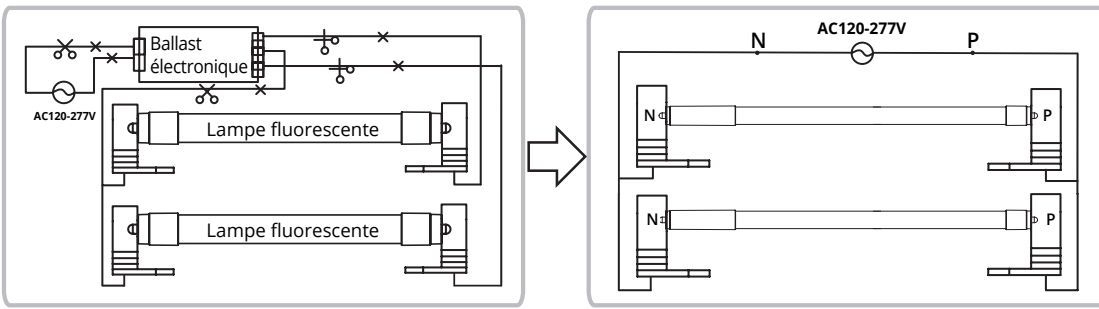 Ballast
électronique
AC120-277V
Lampe fluorescente
Lampe fluorescente
AC120-277V
N
P
N
P
N
P